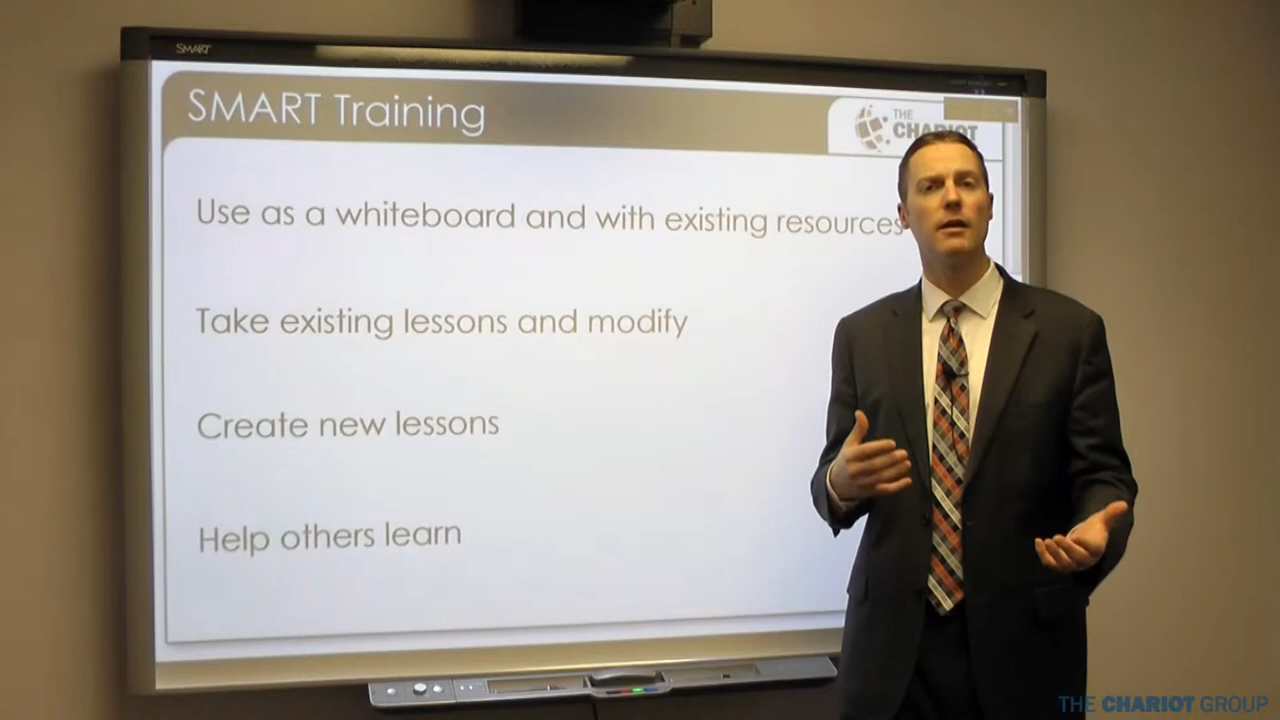 SMART
SMART Training
THE
CHARIOT
Use as a whiteboard and with existing resources
Take existing lessons and modify
Create new lessons
Help others learn
THE CHARIOT GROUP